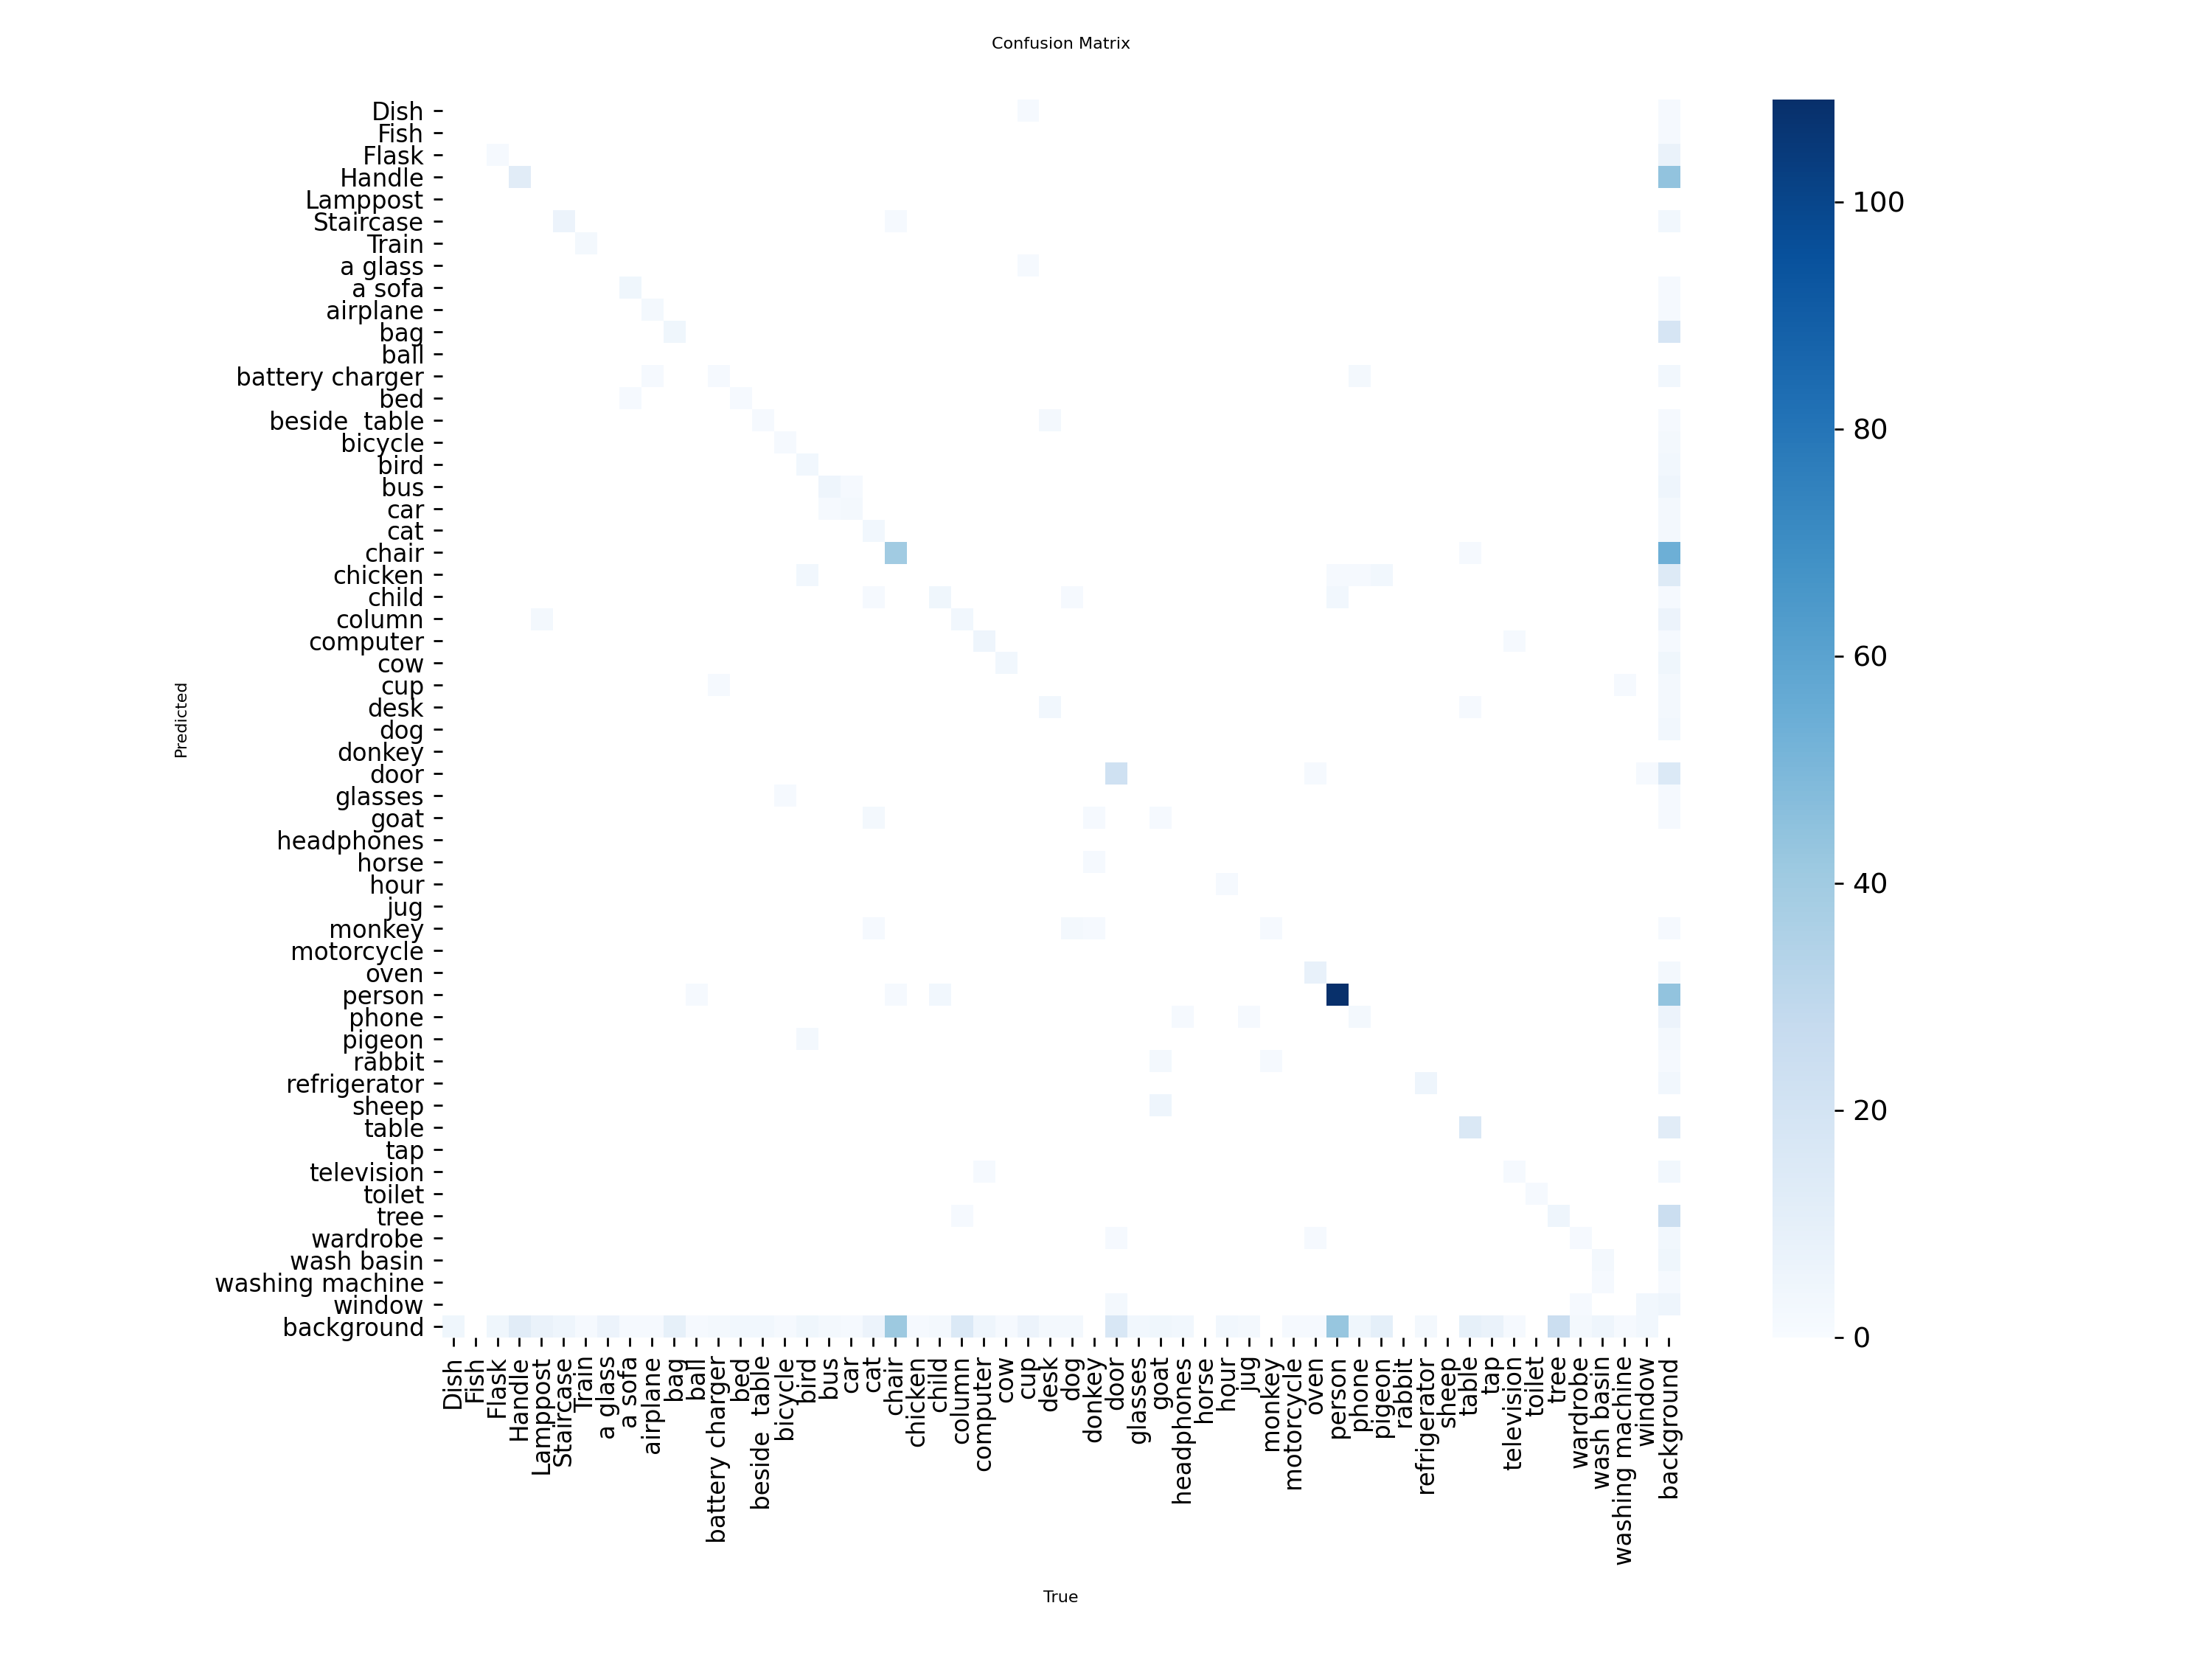 Confusion Matrix
Dish
Fish
Flask
Handle
Lamppost
Staircase
Train
a glass
a sofa
airplane
bag
ball
battery charger
bed
beside  table
bicycle
bird
bus
car
cat
chair
chicken
child
column
computer
cow
cup
desk
dog
donkey
door
glasses
goat
headphones
horse
hour
jug
monkey
motorcycle
oven
person
phone
pigeon
rabbit
refrigerator
sheep
table
tap
television
toilet
tree
wardrobe
wash basin
washing machine
window
background
Predicted
Dish
Fish
Flask
Handle
Lamppost
Staircase
Train
a glass
a sofa
airplane
bag
ball
battery charger
bed
beside  table
bicycle
bird
bus
car
cat
chair
chicken
child
column
computer
cow
cup
desk
dog
donkey
door
glasses
goat
headphones
horse
hour
jug
monkey
motorcycle
oven
person
phone
pigeon
rabbit
refrigerator
sheep
table
tap
television
toilet
tree
wardrobe
wash basin
washing machine
window
background
True
100
80
60
40
20
0